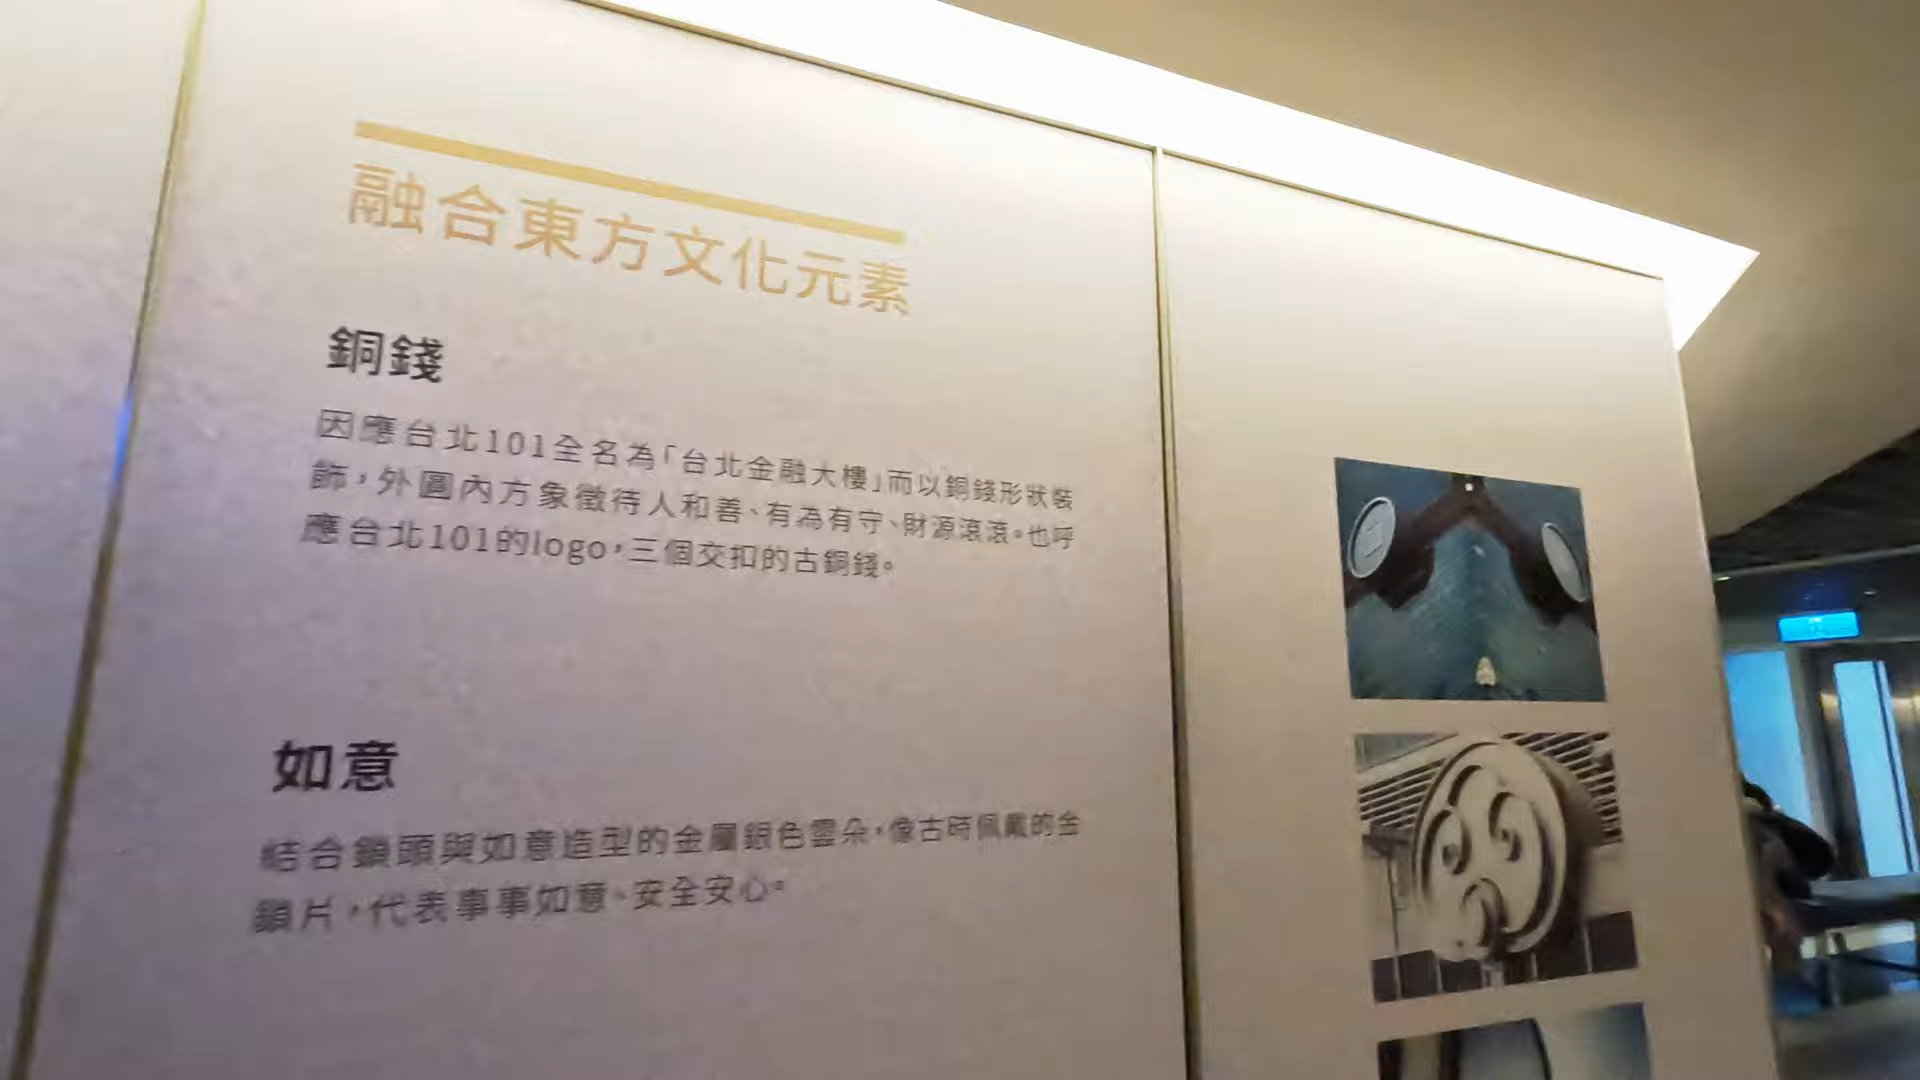 融合東方文化元素
銅錢
因應台北101全名為「台北金融大樓」而以銅錢形狀裝
飾，外圓內方象徵待人和善、有為有守、財源滾滾。也呼
應台北101的logo，三個交扣的古銅錢。
如意
結合鎖頭與如意造型的金屬銀色雲朵，像古時佩戴的金
鎖片，代表事事如意、安全安心。